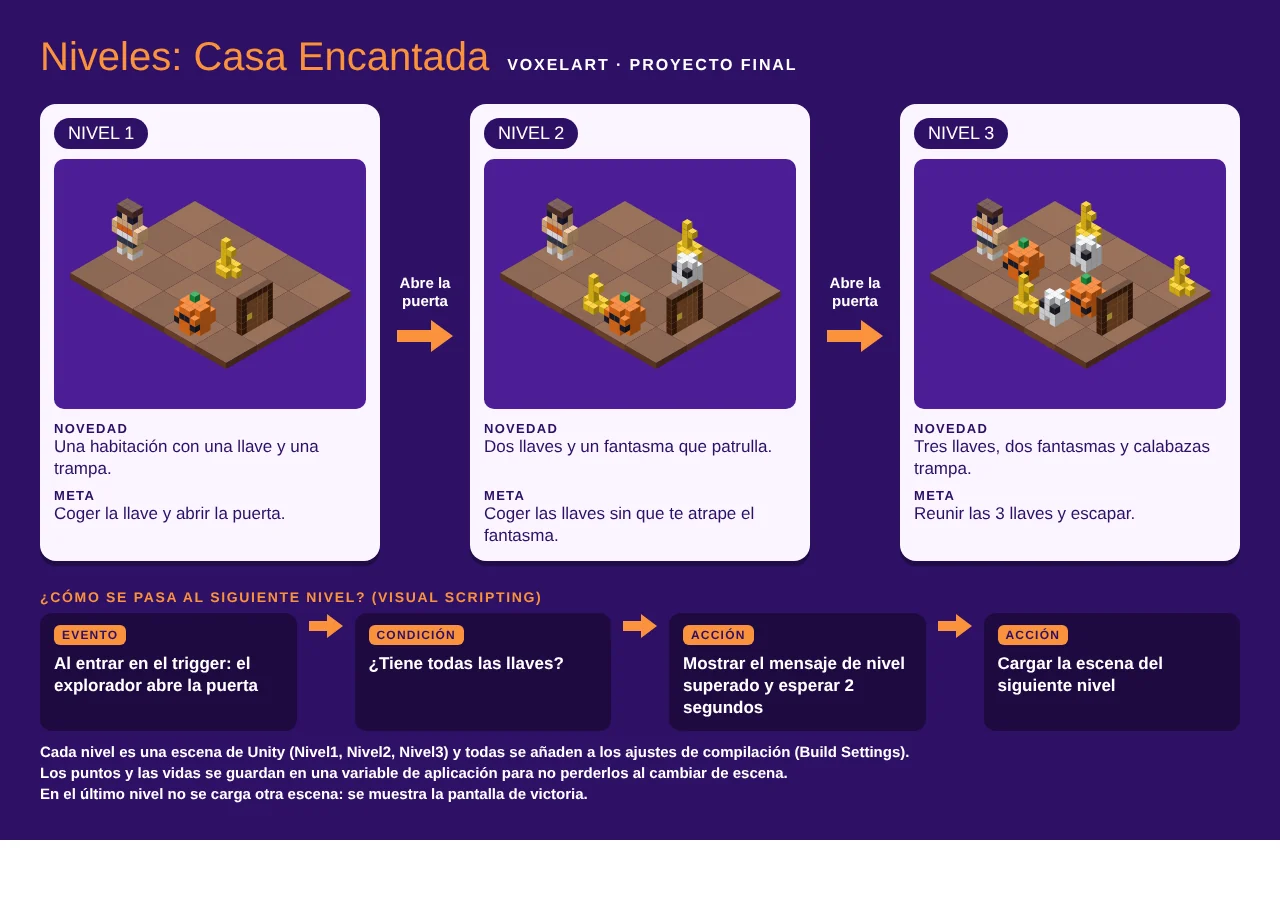 Niveles: Casa Encantada VOXELART · PROYECTO FINAL
NIVEL 1
NOVEDAD
Una habitación con una llave y una
trampa.
META
Coger la llave y abrir la puerta.
Abre la
puerta
NIVEL 2
NOVEDAD
Dos llaves y un fantasma que patrulla.
META
Coger las llaves sin que te atrape el
fantasma.
Abre la
puerta
NIVEL 3
NOVEDAD
Tres llaves, dos fantasmas y calabazas
trampa.
META
Reunir las 3 llaves y escapar.
¿CÓMO SE PASA AL SIGUIENTE NIVEL? (VISUAL SCRIPTING)
EVENTO
Al entrar en el trigger: el
explorador abre la puerta
CONDICIÓN
¿Tiene todas las llaves?
ACCIÓN
Mostrar el mensaje de nivel
superado y esperar 2
segundos
ACCIÓN
Cargar la escena del
siguiente nivel
Cada nivel es una escena de Unity (Nivel1, Nivel2, Nivel3) y todas se añaden a los ajustes de compilación (Build Settings).
Los puntos y las vidas se guardan en una variable de aplicación para no perderlos al cambiar de escena.
En el último nivel no se carga otra escena: se muestra la pantalla de victoria.